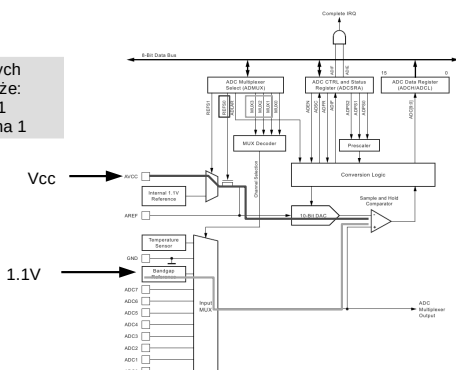 ych
że:
1
na 1
Complete IRQ
8-Bit Data Bus
15
0
ADC Multiplexer
Select (ADMUX)
ADC CTRL and Status
Register (ADCSRA)
ADC Data Register
(ADCH/ADCL)
REFS1
REFS0
ADLAR
MUX3
MUX2
MUX1
MUX0
ADEN
ADSC
ADFR
ADIF
ADIF
ADIE
ADPS2
ADPS1
ADPS0
ADC[9:0]
MUX Decoder
Prescaler
Channel Selection
Conversion Logic
Vcc
AVCC
Internal 1.1V
Reference
Sample and Hold
Comparator
AREF
10-Bit DAC
-
+
Temperature
Sensor
GND
1.1V
Bandgap
Reference
ADC7
ADC6
ADC5
ADC4
ADC3
ADC2
ADC1
Input
MUX
ADC
Multiplexer
Output